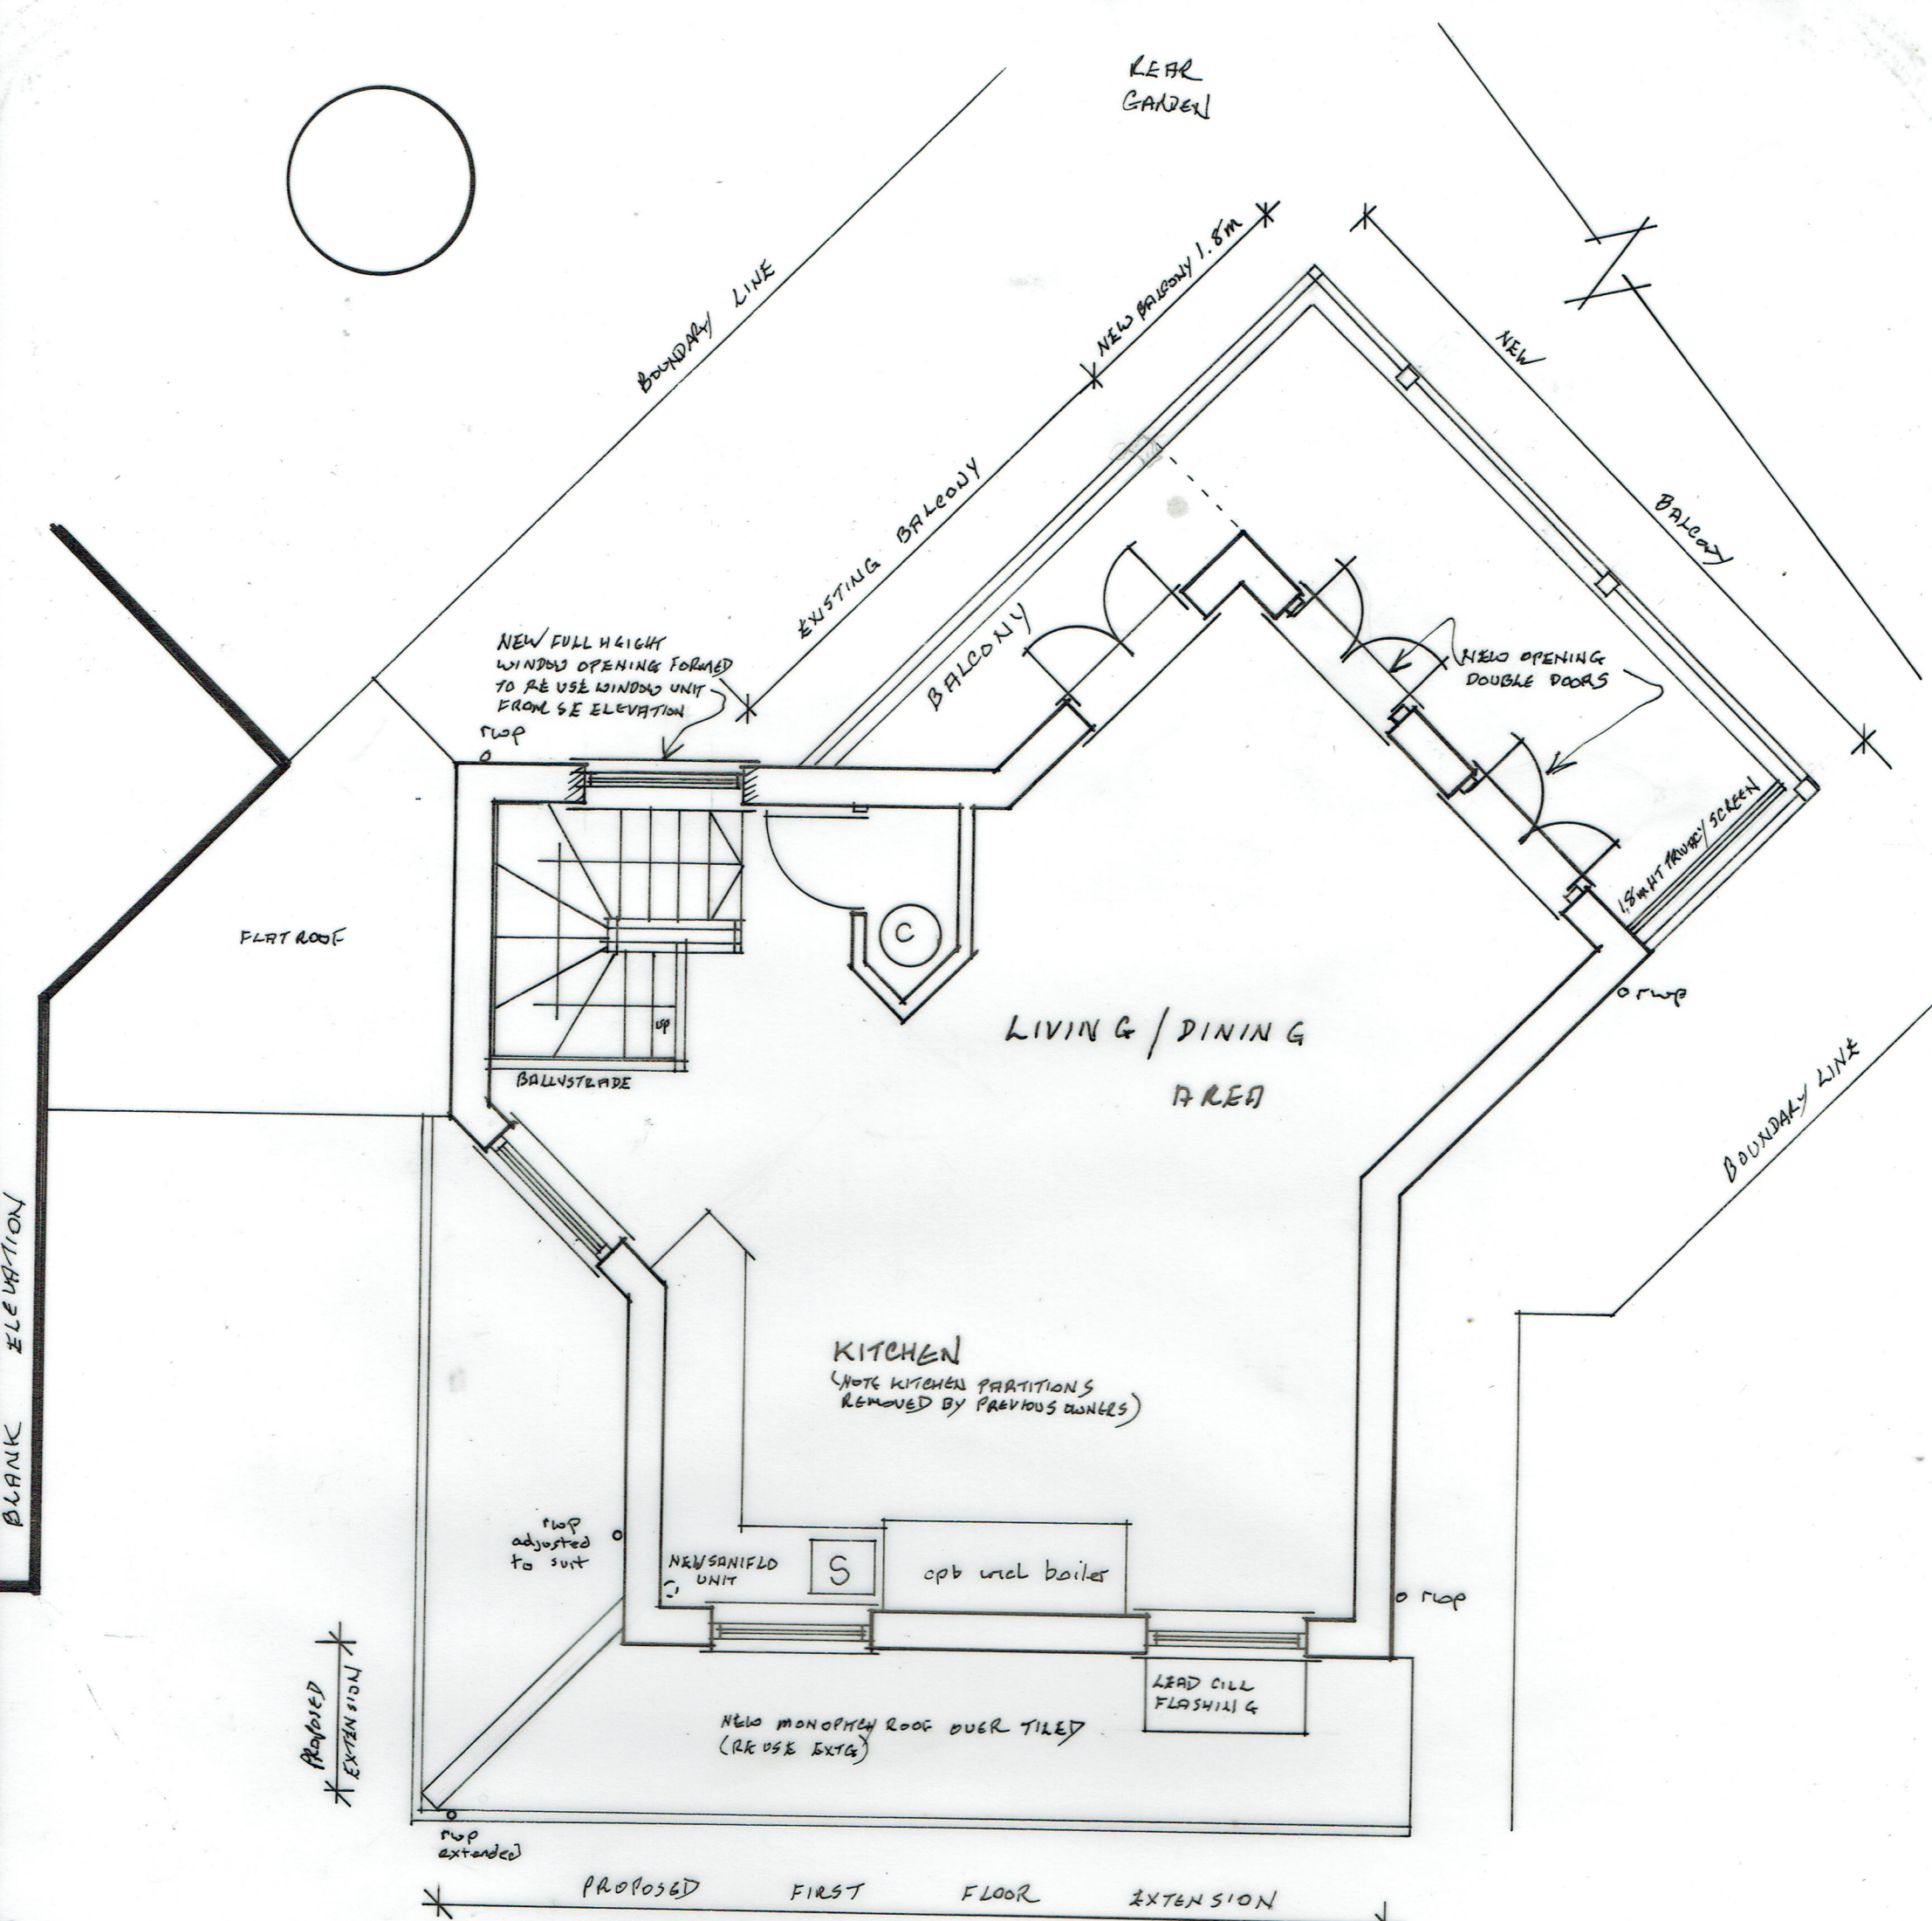 REAR
GARDEN
BOUNDARY LINE
NEW BALCONY 1.8m
NEW BALCONY
EXISTING BALCONY
BALCONY
NEW FULL HEIGHT
WINDOW OPENING FORMED
TO RE USE WINDOW UNIT
FROM SE ELEVATION
rwp
NEW OPENING
DOUBLE DOORS
1.8m HT PRIVACY SCREEN
FLAT ROOF
C
up
BALLUSTRADE
LIVING / DINING
AREA
rwp
BOUNDARY LINE
BLANK ELEVATION
KITCHEN
(NOTE KITCHEN PARTITIONS
REMOVED BY PREVIOUS OWNERS)
rwp
adjusted
to suit
NEW SANIFLO
UNIT
S
cpb incl boiler
rwp
PROPOSED
EXTENSION
LEAD CILL
FLASHING
NEW MONOPITCH ROOF OVER TILED
(RE USE EXTG)
rwp
extended
PROPOSED FIRST FLOOR EXTENSION